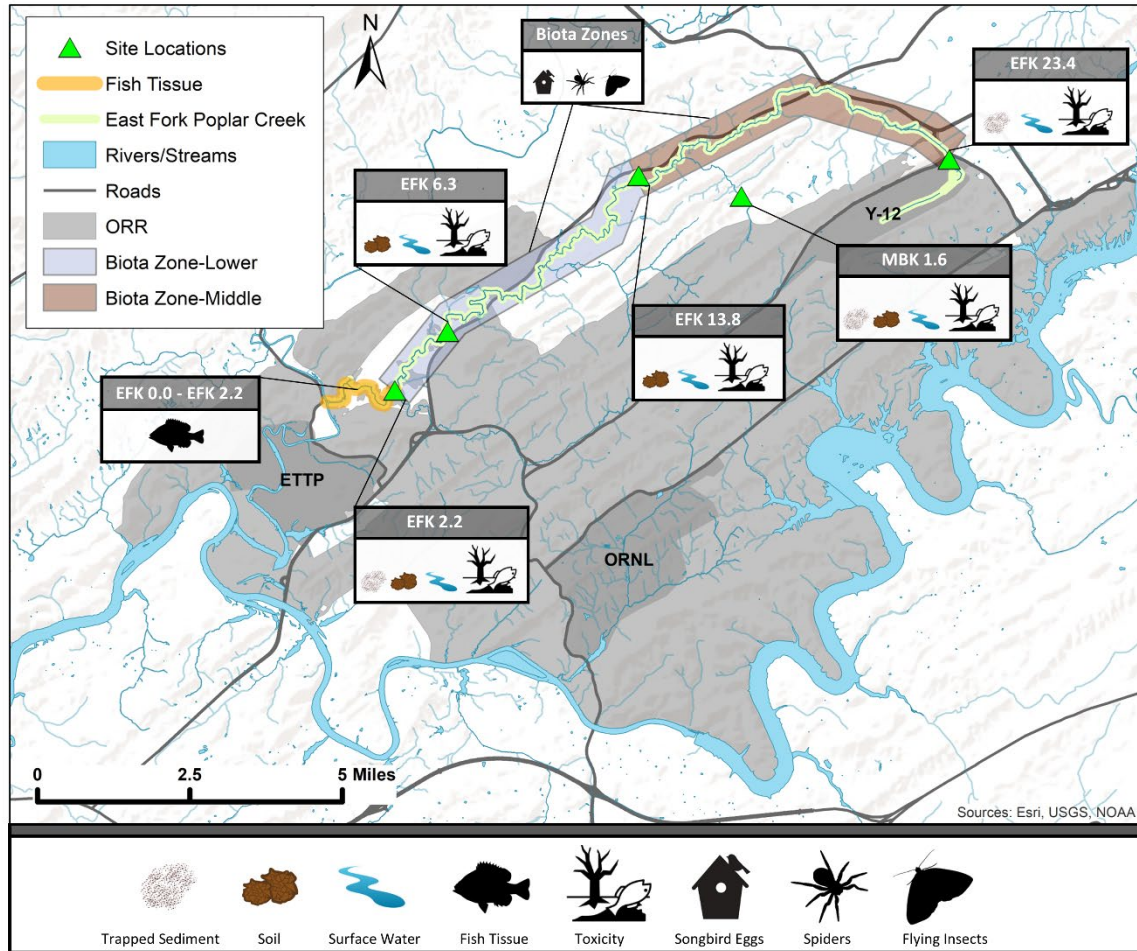 N
Site Locations
Fish Tissue
East Fork Poplar Creek
Rivers/Streams
Roads
ORR
Biota Zone-Lower
Biota Zone-Middle
Biota Zones
EFK 23.4
EFK 6.3
Y-12
MBK 1.6
EFK 13.8
EFK 0.0 - EFK 2.2
ETTP
EFK 2.2
ORNL
0 2.5 5 Miles
Sources: Esri, USGS, NOAA
Trapped Sediment Soil Surface Water Fish Tissue Toxicity Songbird Eggs Spiders Flying Insects